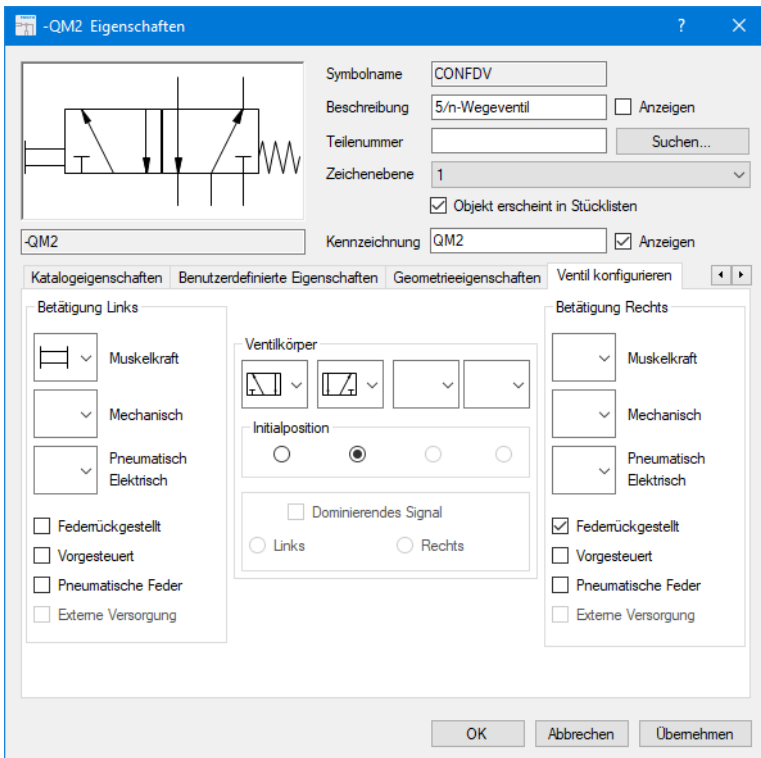 -QM2 Eigenschaften
Symbolname CONFDV
Beschreibung 5/n-Wegeventil Anzeigen
Teilenummer Suchen...
Zeichenebene 1
Objekt erscheint in Stücklisten
-QM2 Kennzeichnung QM2 Anzeigen
Katalogeigenschaften Benutzerdefinierte Eigenschaften Geometrieeigenschaften Ventil konfigurieren
Betätigung Links
Muskelkraft
Mechanisch
Pneumatisch
Elektrisch
Federrückgestellt
Vorgesteuert
Pneumatische Feder
Externe Versorgung
Ventilkörper
Initialposition
Dominierendes Signal
Links Rechts
Betätigung Rechts
Muskelkraft
Mechanisch
Pneumatisch
Elektrisch
Federrückgestellt
Vorgesteuert
Pneumatische Feder
Externe Versorgung
OK Abbrechen Übernehmen